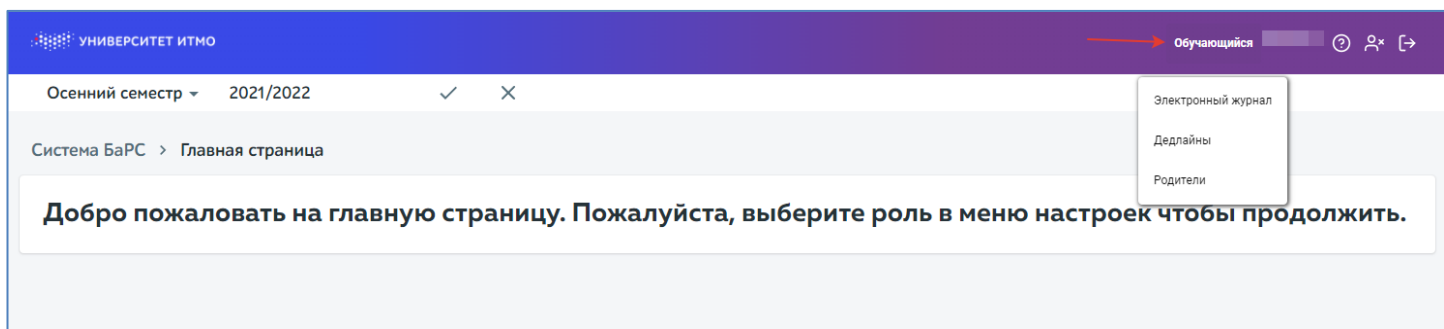 УНИВЕРСИТЕТ ИТМО
Обучающийся
Осенний семестр 2021/2022
Электронный журнал
Дедлайны
Родители
Система БаРС > Главная страница
Добро пожаловать на главную страницу. Пожалуйста, выберите роль в меню настроек чтобы продолжить.